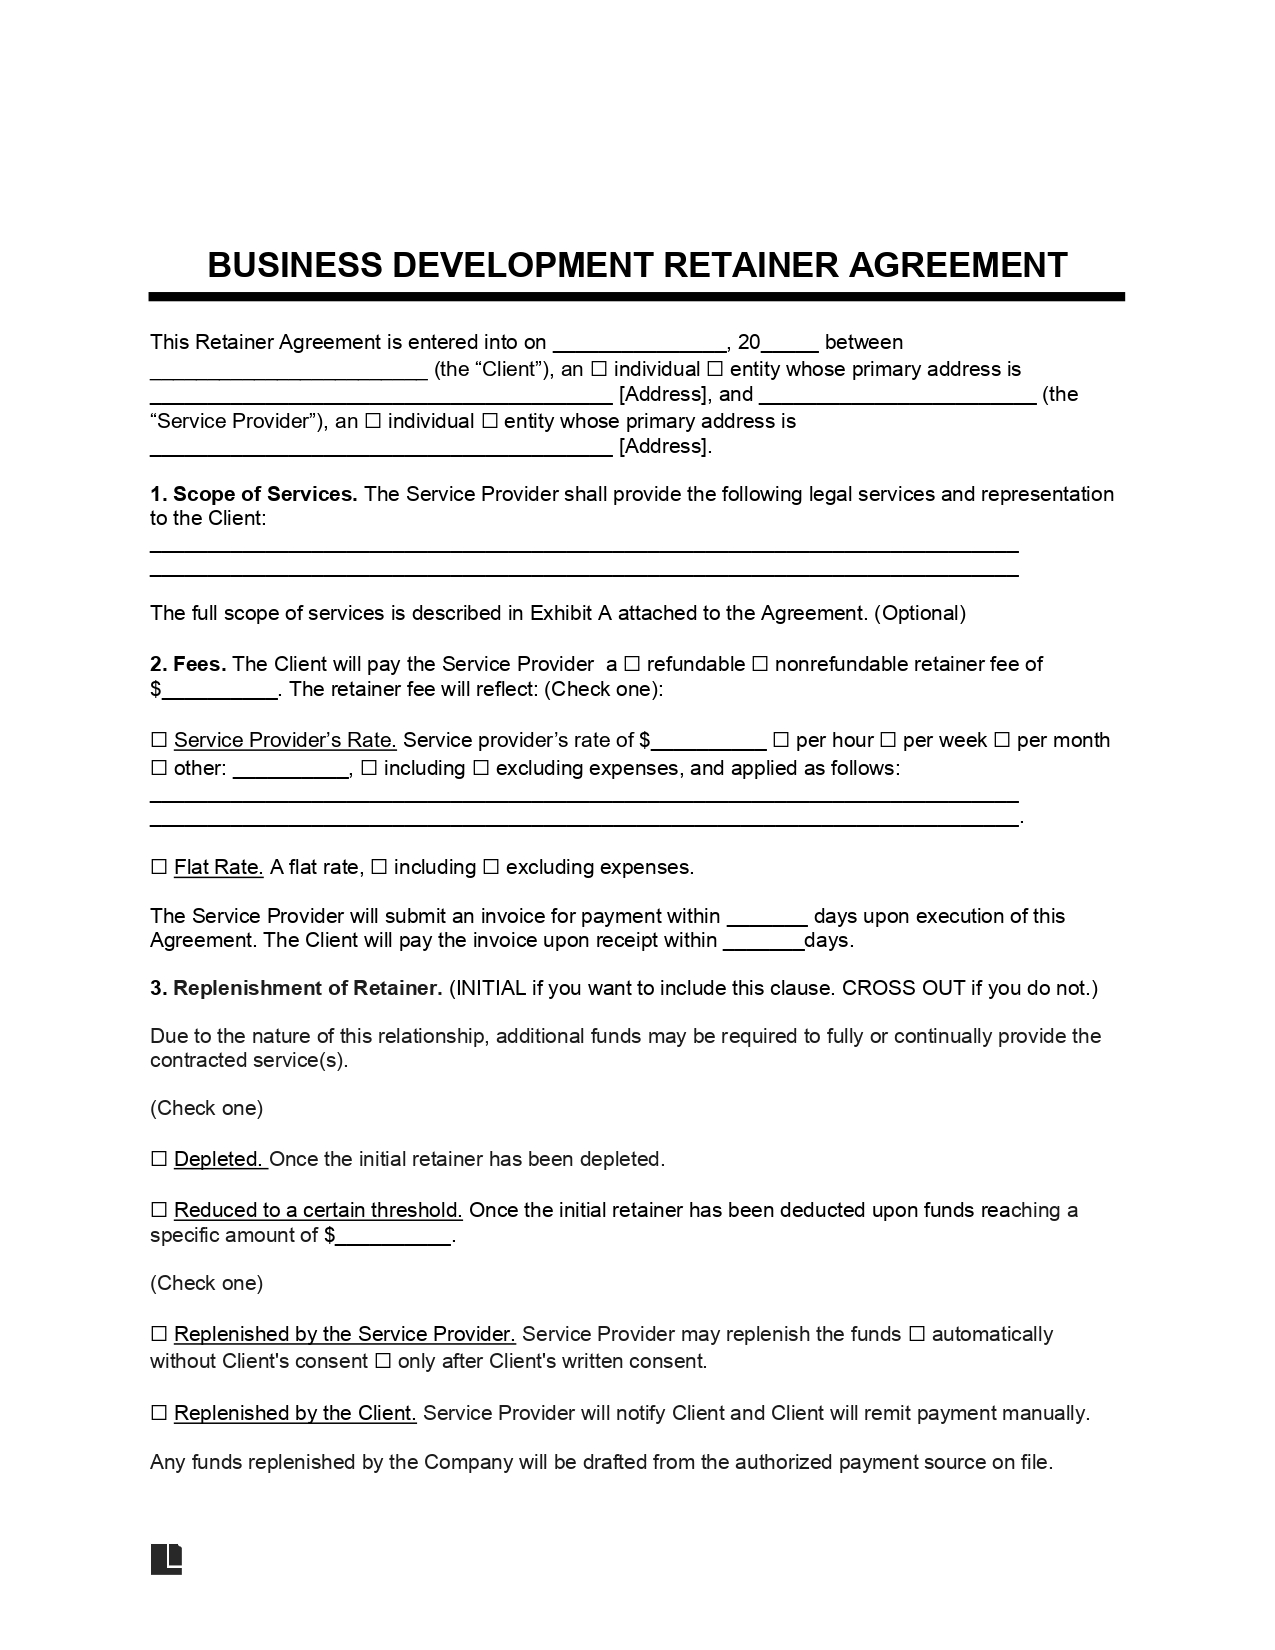 BUSINESS DEVELOPMENT RETAINER AGREEMENT
This Retainer Agreement is entered into on _______________, 20_____ between
________________________ (the “Client”), an ☐ individual ☐ entity whose primary address is
________________________________________ [Address], and ________________________ (the
“Service Provider”), an ☐ individual ☐ entity whose primary address is
________________________________________ [Address].
1. Scope of Services. The Service Provider shall provide the following legal services and representation
to the Client:
___________________________________________________________________________
___________________________________________________________________________
The full scope of services is described in Exhibit A attached to the Agreement. (Optional)
2. Fees. The Client will pay the Service Provider  a ☐ refundable ☐ nonrefundable retainer fee of
$__________. The retainer fee will reflect: (Check one):
☐ Service Provider’s Rate. Service provider’s rate of $__________ ☐ per hour ☐ per week ☐ per month
☐ other: __________, ☐ including ☐ excluding expenses, and applied as follows:
___________________________________________________________________________
___________________________________________________________________________.
☐ Flat Rate. A flat rate, ☐ including ☐ excluding expenses.
The Service Provider will submit an invoice for payment within _______ days upon execution of this
Agreement. The Client will pay the invoice upon receipt within _______days.
3. Replenishment of Retainer. (INITIAL if you want to include this clause. CROSS OUT if you do not.)
Due to the nature of this relationship, additional funds may be required to fully or continually provide the
contracted service(s).
(Check one)
☐ Depleted. Once the initial retainer has been depleted.
☐ Reduced to a certain threshold. Once the initial retainer has been deducted upon funds reaching a
specific amount of $__________.
(Check one)
☐ Replenished by the Service Provider. Service Provider may replenish the funds ☐ automatically
without Client's consent ☐ only after Client's written consent.
☐ Replenished by the Client. Service Provider will notify Client and Client will remit payment manually.
Any funds replenished by the Company will be drafted from the authorized payment source on file.